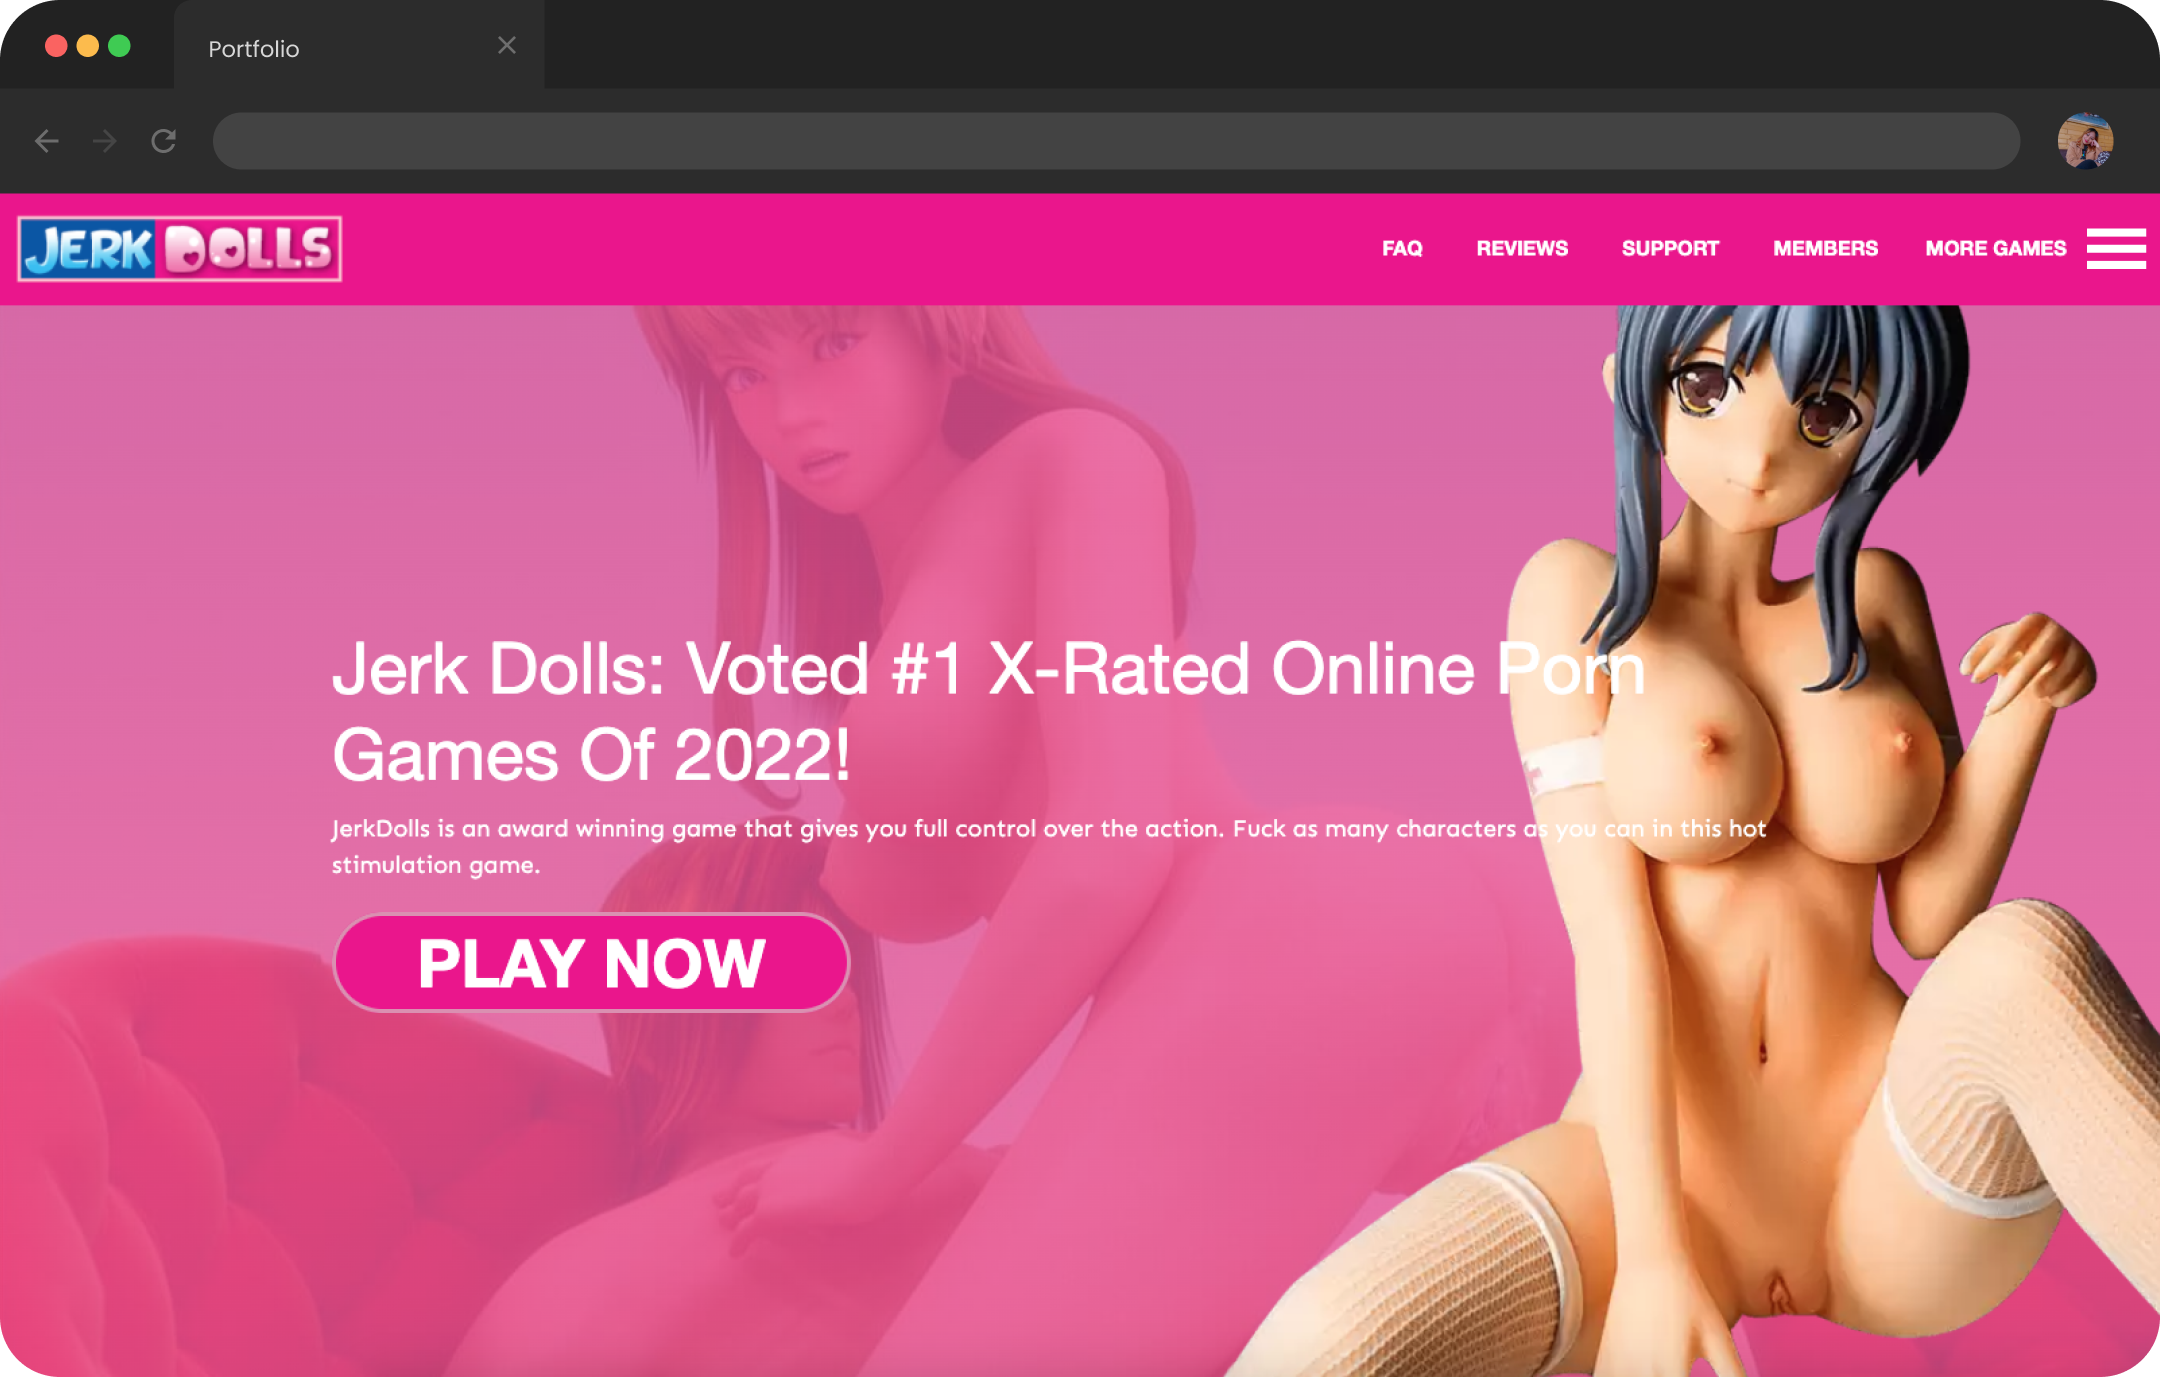 Portfolio
JERK DOLLS
FAQ REVIEWS SUPPORT MEMBERS MORE GAMES
Jerk Dolls: Voted #1 X-Rated Online Porn
Games Of 2022!
JerkDolls is an award winning game that gives you full control over the action. Fuck as many characters as you can in this hot
stimulation game.
PLAY NOW